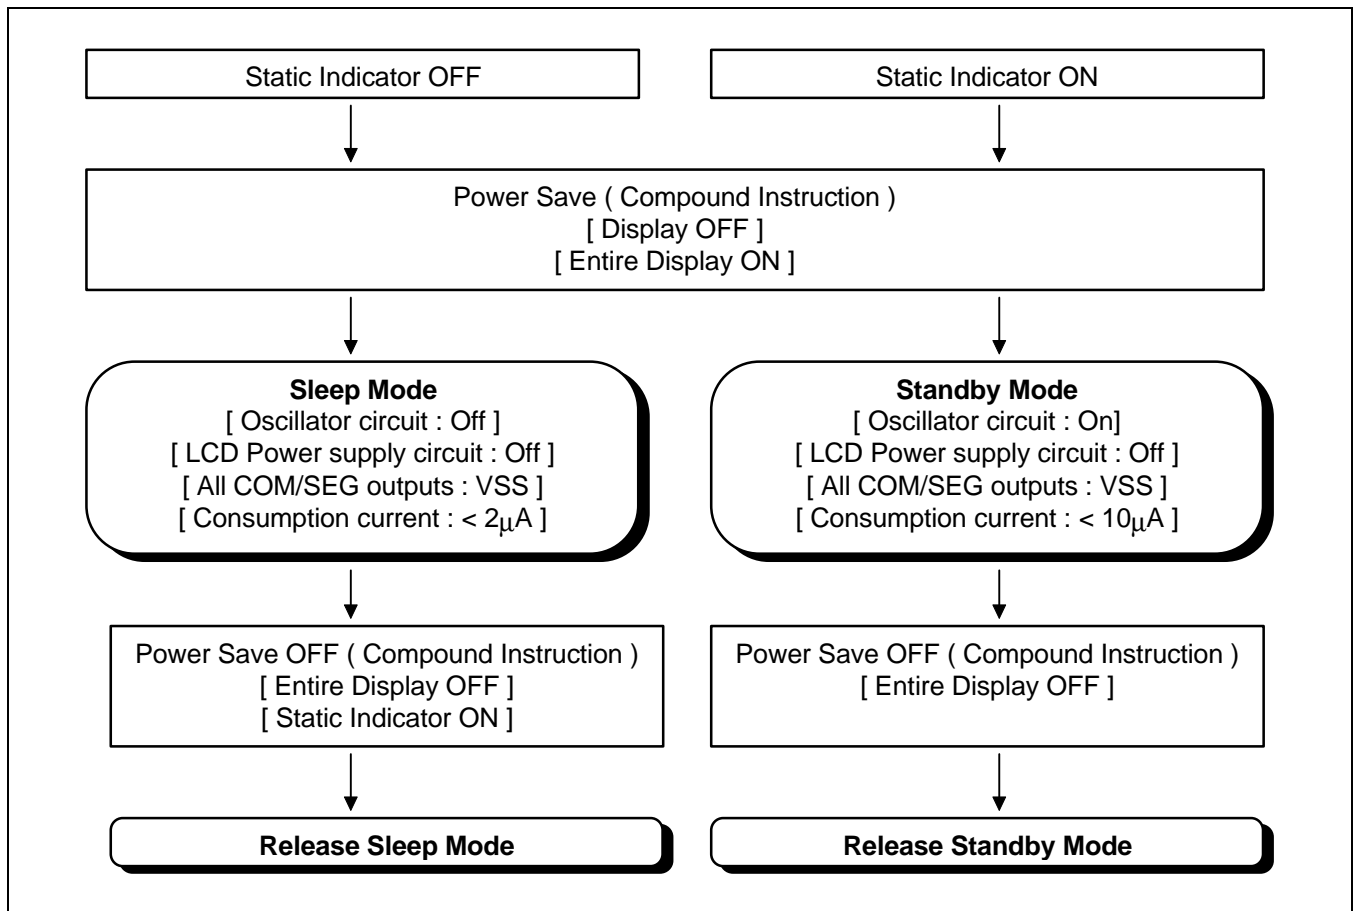 Static Indicator OFF
Static Indicator ON
Power Save ( Compound Instruction )
[ Display OFF ]
[ Entire Display ON ]
Sleep Mode
[ Oscillator circuit : Off ]
[ LCD Power supply circuit : Off ]
[ All COM/SEG outputs : VSS ]
[ Consumption current : < 2μA ]
Standby Mode
[ Oscillator circuit : On]
[ LCD Power supply circuit : Off ]
[ All COM/SEG outputs : VSS ]
[ Consumption current : < 10μA ]
Power Save OFF ( Compound Instruction )
[ Entire Display OFF ]
[ Static Indicator ON ]
Power Save OFF ( Compound Instruction )
[ Entire Display OFF ]
Release Sleep Mode
Release Standby Mode